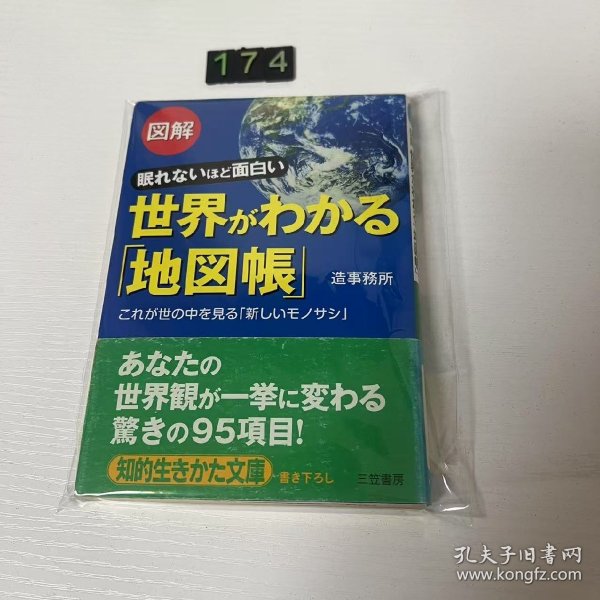 174
図解
眠れないほど面白い
世界がわかる
「地図帳」
造事務所
これが世の中を見る「新しいモノサシ」
あなたの
世界観が一挙に変わる
驚きの95項目!
知的生きかた文庫
書き下ろし
三笠書房
孔夫子旧书网
www.kongfz.com